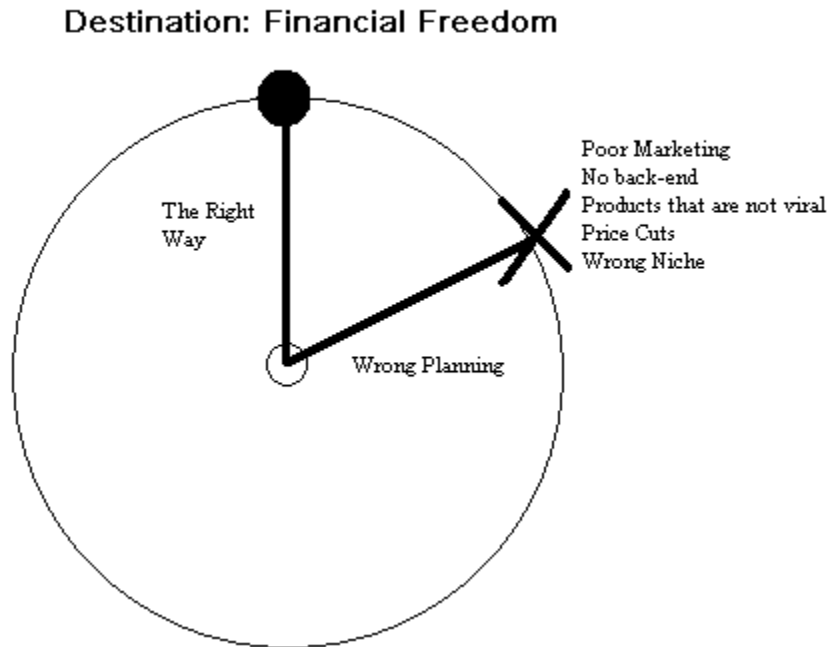 Destination: Financial Freedom
Poor Marketing
No back-end
Products that are not viral
Price Cuts
Wrong Niche
The Right
Way
Wrong Planning